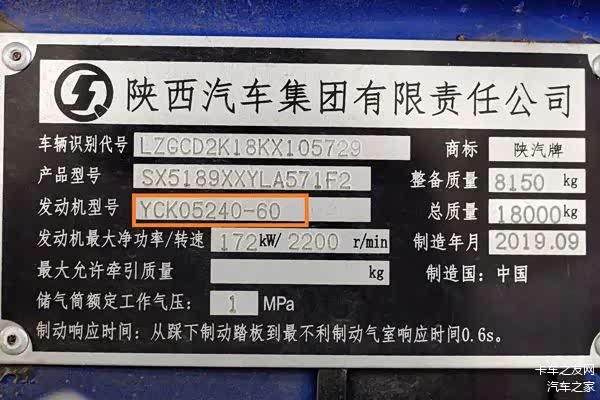 陕西汽车集团有限责任公司
车辆识别代号 LZGCD2K18KX105729 商标 陕汽牌
产品型号 SX5189XXYLA571F2 整备质量 8150 kg
发动机型号 YCK05240-60 总质量 18000 kg
发动机最大净功率/转速 172 kW/ 2200 r/min 制造年月 2019.09
最大允许牵引质量 kg 制造国：中国
储气筒额定工作气压： 1 MPa
制动响应时间：从踩下制动踏板到最不利制动气室响应时间0.6s。
卡车之友网
汽车之家